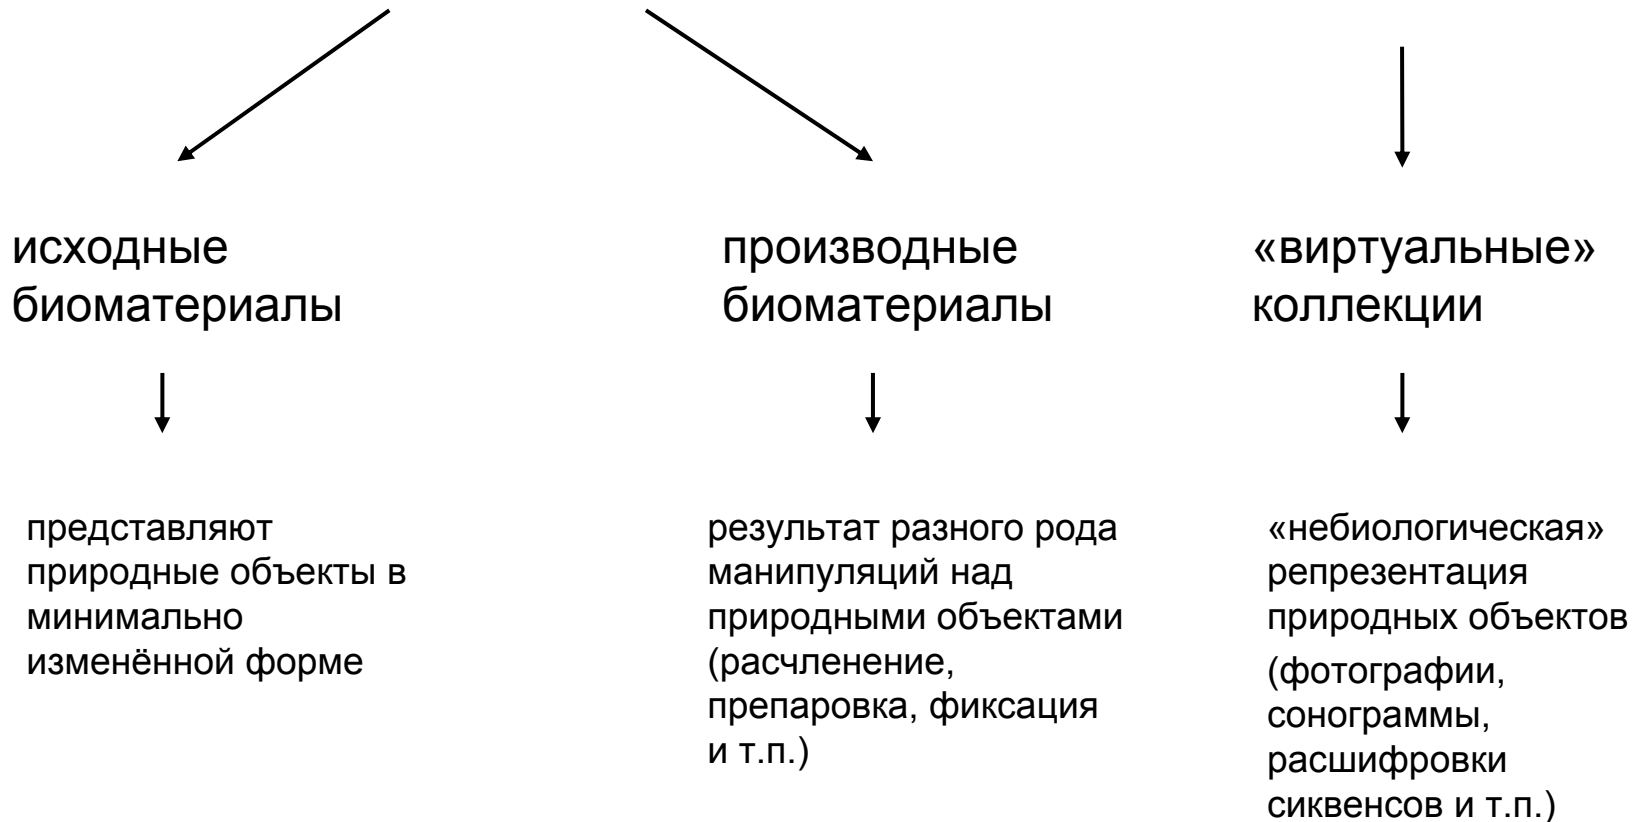 исходные
биоматериалы
производные
биоматериалы
«виртуальные»
коллекции
представляют
природные объекты в
минимально
изменённой форме
результат разного рода
манипуляций над
природными объектами
(расчленение,
препаровка, фиксация
и т.п.)
«небиологическая»
репрезентация
природных объектов
(фотографии,
сонограммы,
расшифровки
сиквенсов и т.п.)